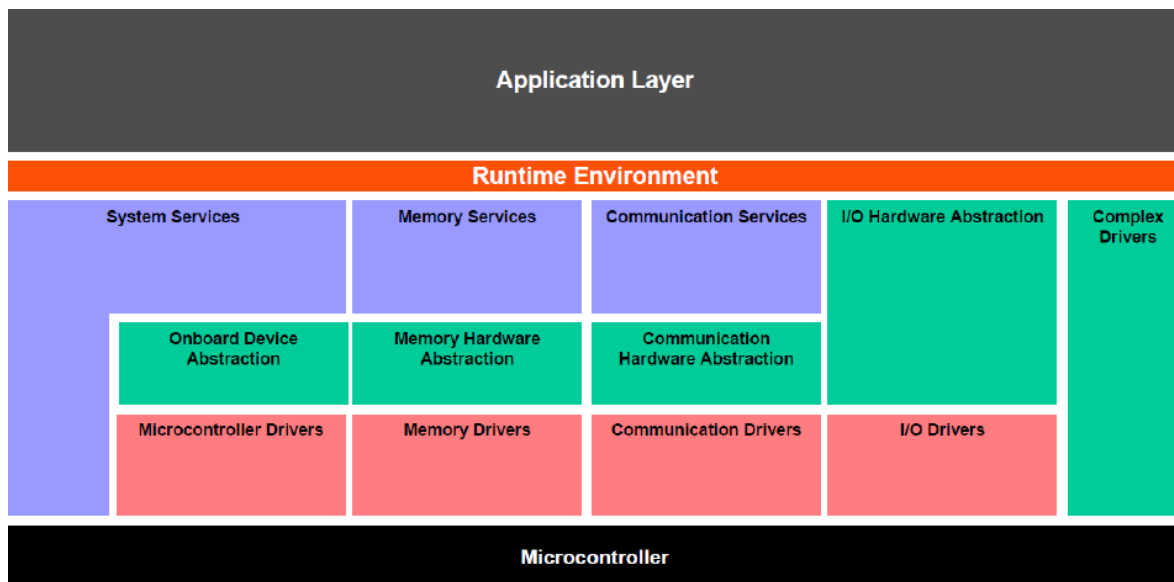 Application Layer
Runtime Environment
System Services
Memory Services
Communication Services
I/O Hardware Abstraction
Complex
Drivers
Onboard Device
Abstraction
Memory Hardware
Abstraction
Communication
Hardware Abstraction
Microcontroller Drivers
Memory Drivers
Communication Drivers
I/O Drivers
Microcontroller